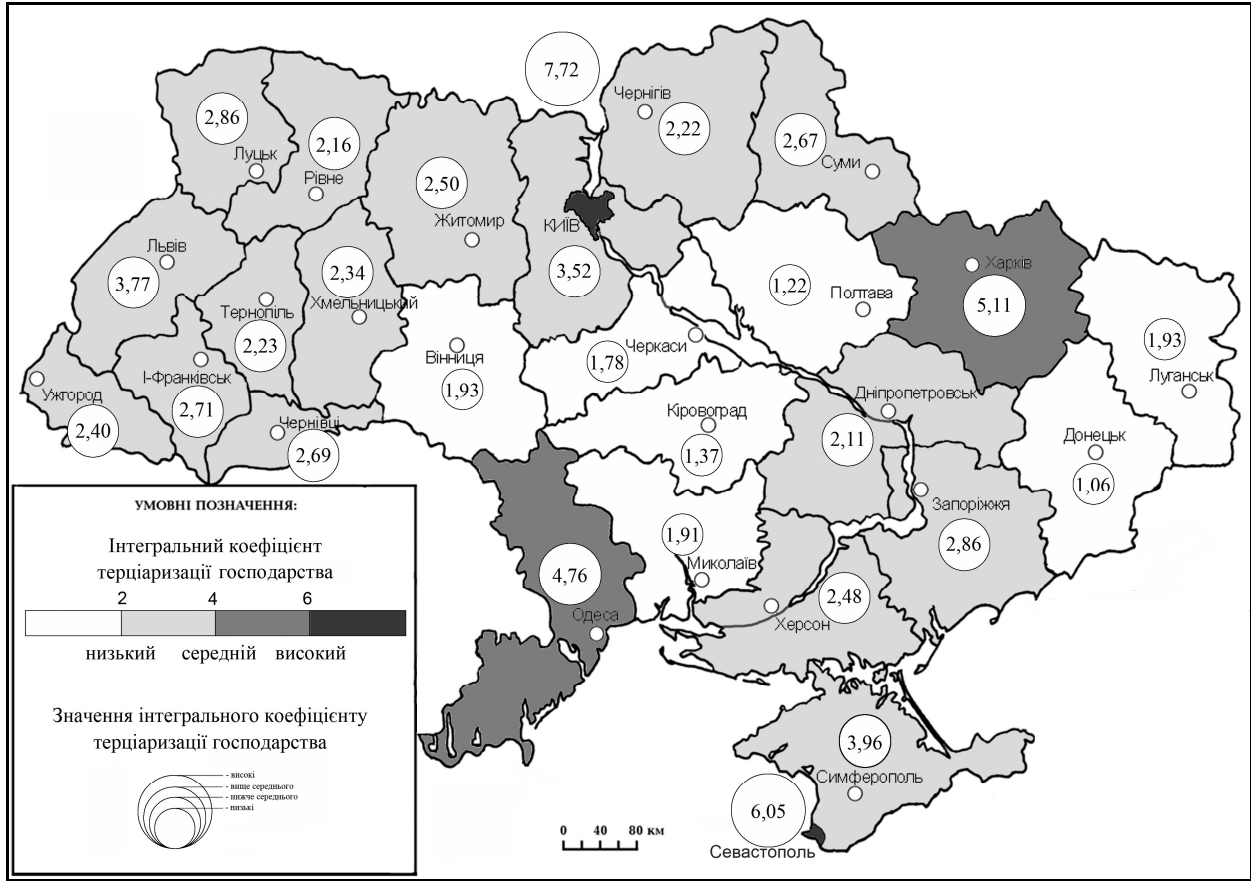 7,72
Чернігів
2,22
2,86
Луцьк
2,16
Рівне
2,67
Суми
2,50
Житомир
КИЇВ
3,52
Львів
3,77
2,34
Хмельницький
Тернопіль
2,23
1,22
Полтава
Харків
5,11
1,93
Луганськ
Вінниця
1,93
Черкаси
1,78
І-Франківськ
2,71
Ужгород
2,40
Чернівці
2,69
Кіровоград
1,37
Дніпропетровськ
2,11
Донецьк
1,06
Запоріжжя
2,86
1,91
Миколаїв
4,76
Одеса
2,48
Херсон
3,96
Симферополь
6,05
Севастополь
0 40 80 км
УМОВНІ ПОЗНАЧЕННЯ:
Інтегральний коефіцієнт
терціаризації господарства
2 4 6
низький середній високий
Значення інтегрального коефіцієнту
терціаризації господарства
- високі
- вище середнього
- нижче середнього
- низькі